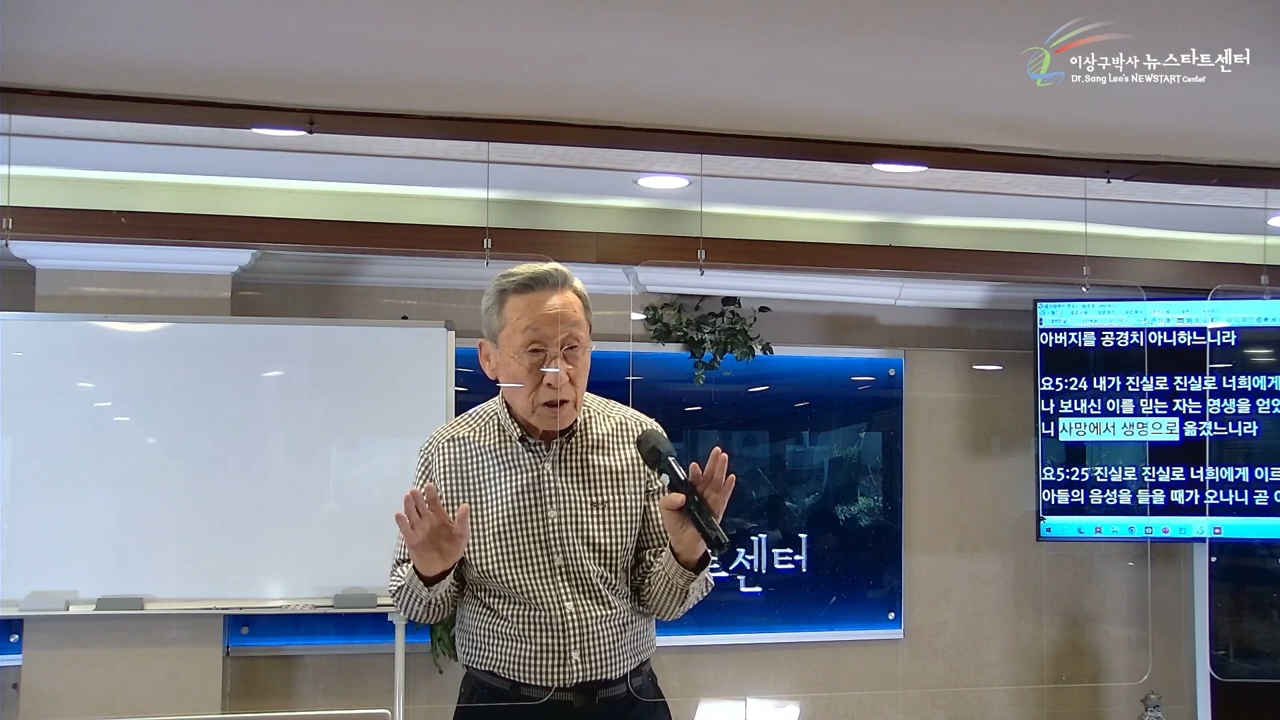 이상구박사 뉴스타트센터
Dr. Sang Lee's NEWSTART Center
아버지를 공경치 아니하느니라
요5:24 내가 진실로 진실로 너희에게
나 보내신 이를 믿는 자는 영생을 얻었
니 사망에서 생명으로 옮겼느니라
요5:25 진실로 진실로 너희에게 이르
아들의 음성을 들을 때가 오나니 곧 이
트센터